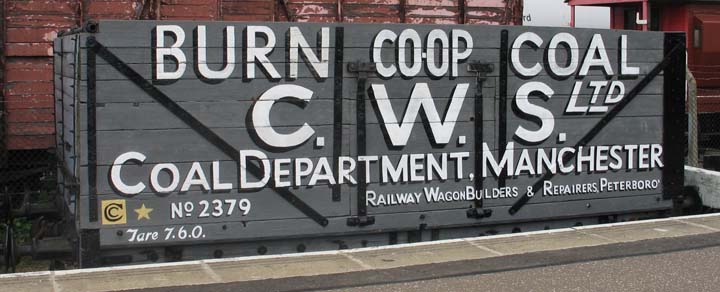 BURN CO-OP COAL
C. W. S. LTD
COAL DEPARTMENT, MANCHESTER
RAILWAY WAGON BUILDERS & REPAIRERS, PETERBORO'
C No 2379
Tare 7.6.0.